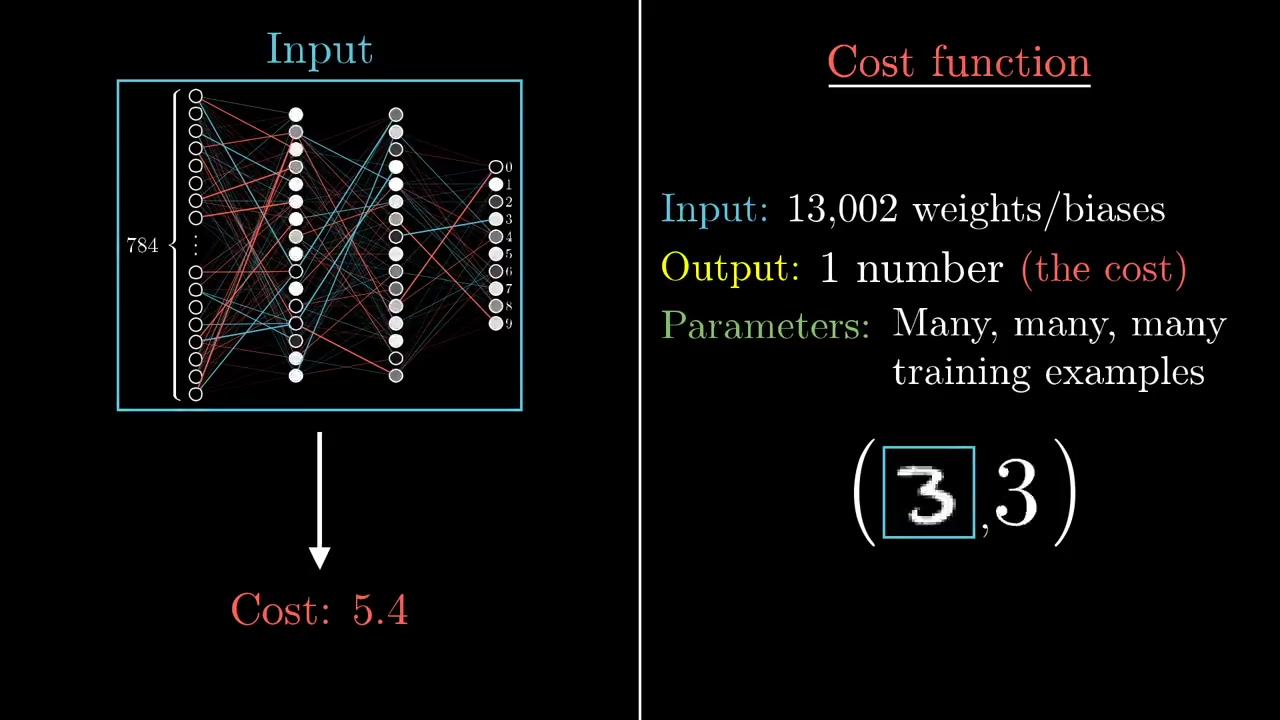 Input
784
0
1
2
3
4
5
6
7
8
9
Cost: 5.4
Cost function
Input: 13,002 weights/biases
Output: 1 number (the cost)
Parameters: Many, many, many
training examples
(3, 3)